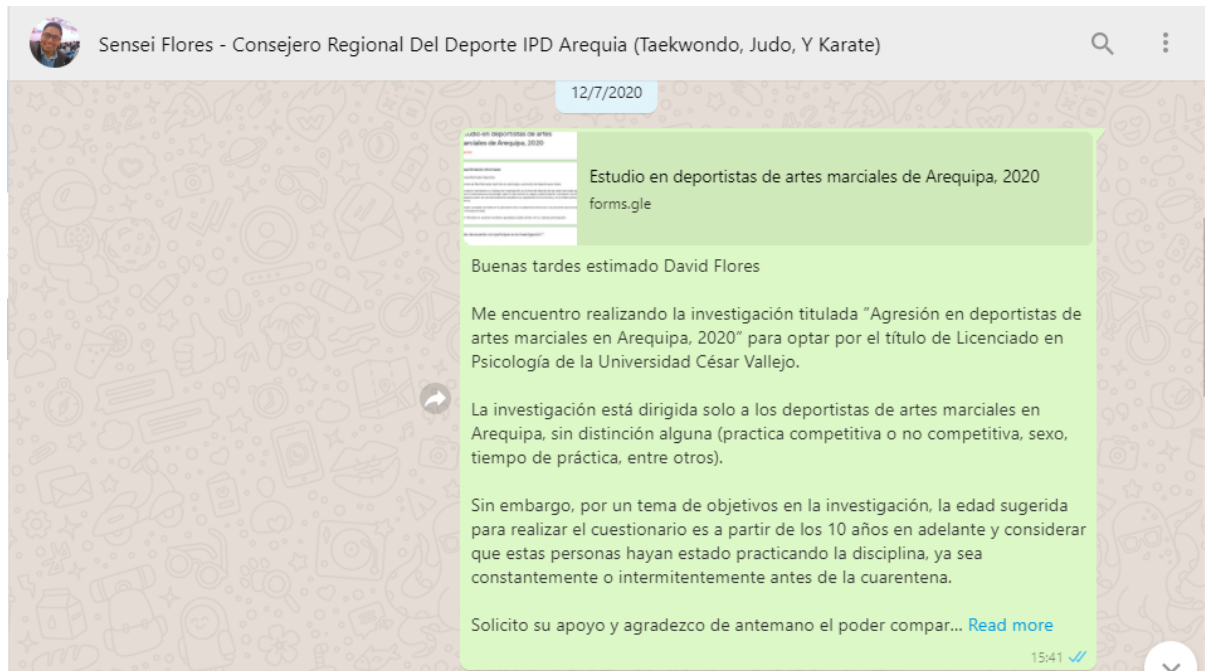 Sensei Flores - Consejero Regional Del Deporte IPD Arequia (Taekwondo, Judo, Y Karate)
12/7/2020
Estudio en deportistas de artes marciales de Arequipa, 2020
forms.gle
Buenas tardes estimado David Flores
Me encuentro realizando la investigación titulada "Agresión en deportistas de
artes marciales en Arequipa, 2020" para optar por el título de Licenciado en
Psicología de la Universidad César Vallejo.
La investigación está dirigida solo a los deportistas de artes marciales en
Arequipa, sin distinción alguna (practica competitiva o no competitiva, sexo,
tiempo de práctica, entre otros).
Sin embargo, por un tema de objetivos en la investigación, la edad sugerida
para realizar el cuestionario es a partir de los 10 años en adelante y considerar
que estas personas hayan estado practicando la disciplina, ya sea
constantemente o intermitentemente antes de la cuarentena.
Solicito su apoyo y agradezco de antemano el poder compar... Read more
15:41